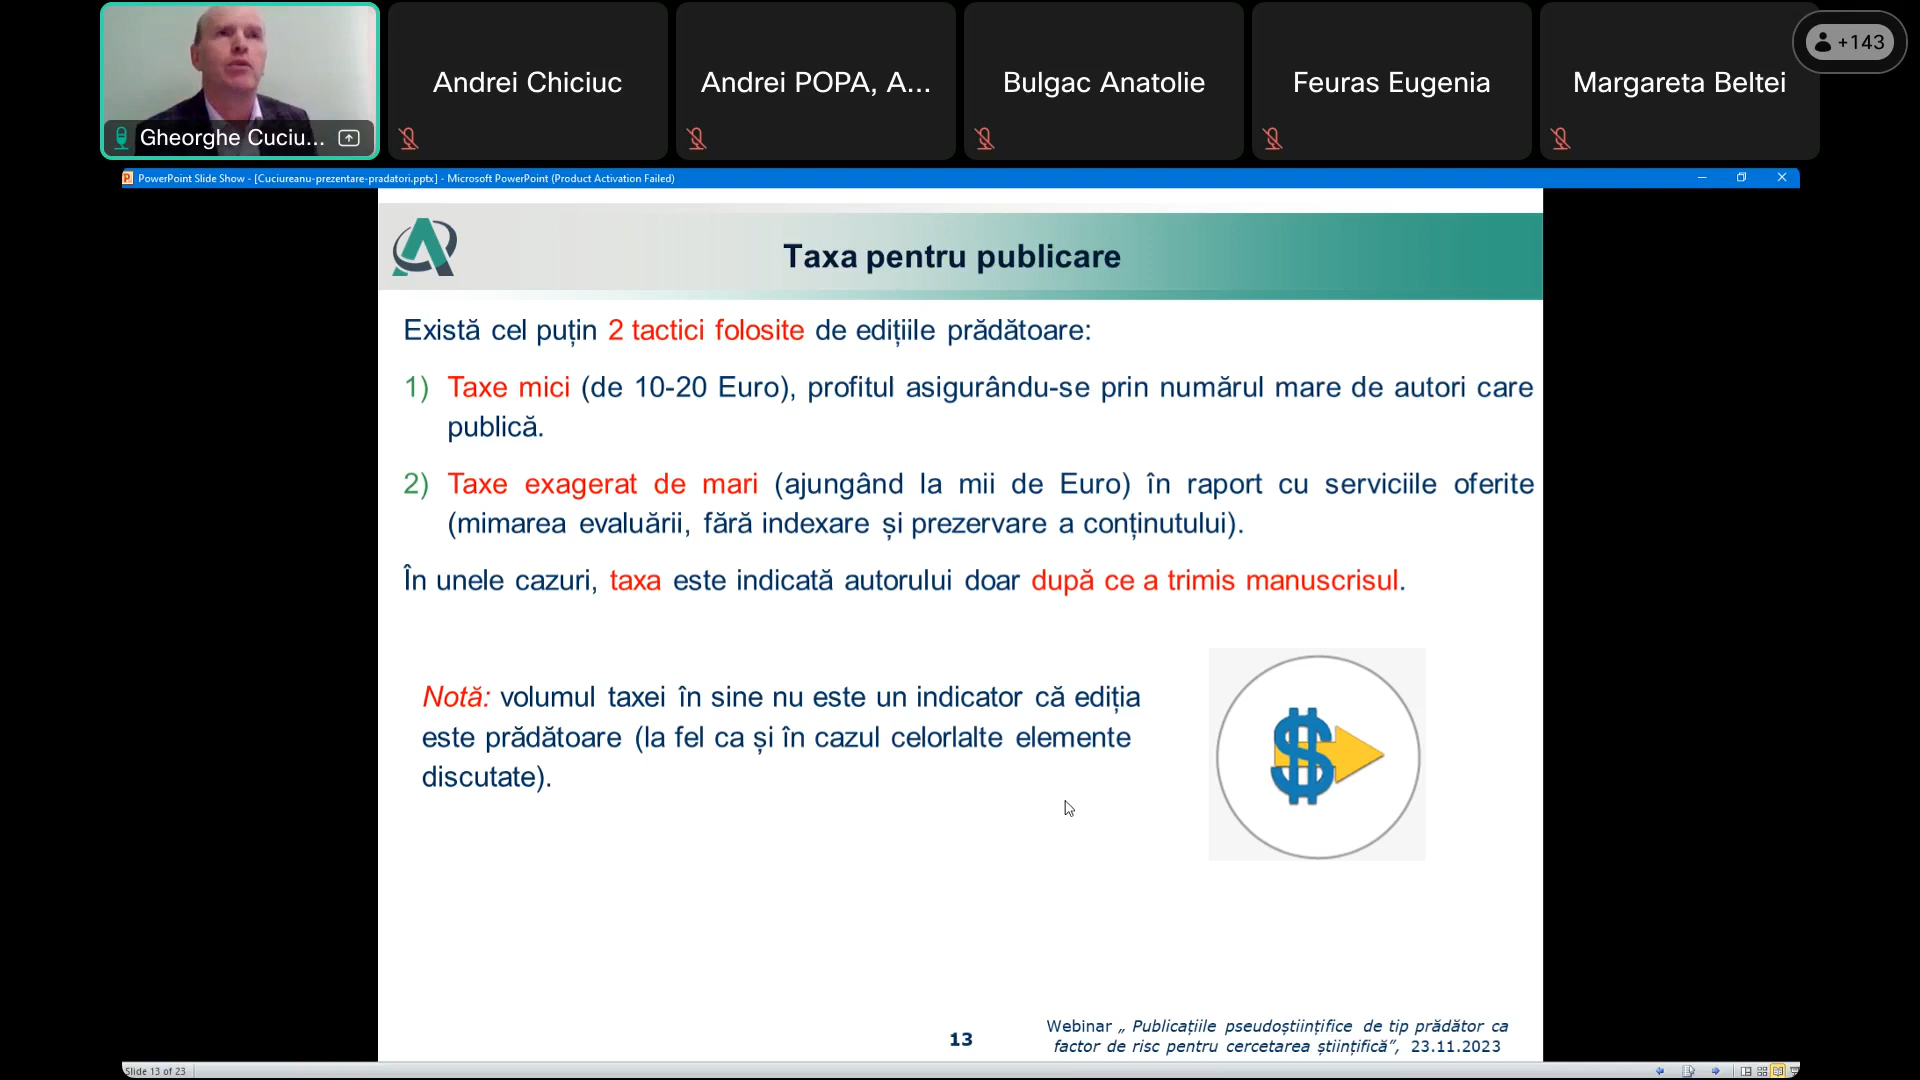 Gheorghe Cuciu...
Andrei Chiciuc
Andrei POPA, A...
Bulgac Anatolie
Feuras Eugenia
Margareta Beltei
+143
PowerPoint Slide Show - [Cuciureanu-prezentare-pradatori.pptx] - Microsoft PowerPoint (Product Activation Failed)
Taxa pentru publicare
Există cel puțin 2 tactici folosite de edițiile prădătoare:
1) Taxe mici (de 10-20 Euro), profitul asigurându-se prin numărul mare de autori care
publică.
2) Taxe exagerat de mari (ajungând la mii de Euro) în raport cu serviciile oferite
(mimarea evaluării, fără indexare și prezervare a conținutului).
În unele cazuri, taxa este indicată autorului doar după ce a trimis manuscrisul.
Notă: volumul taxei în sine nu este un indicator că ediția
este prădătoare (la fel ca și în cazul celorlalte elemente
discutate).
13
Webinar „ Publicațiile pseudoștiințifice de tip prădător ca
factor de risc pentru cercetarea științifică”, 23.11.2023
Slide 13 of 23